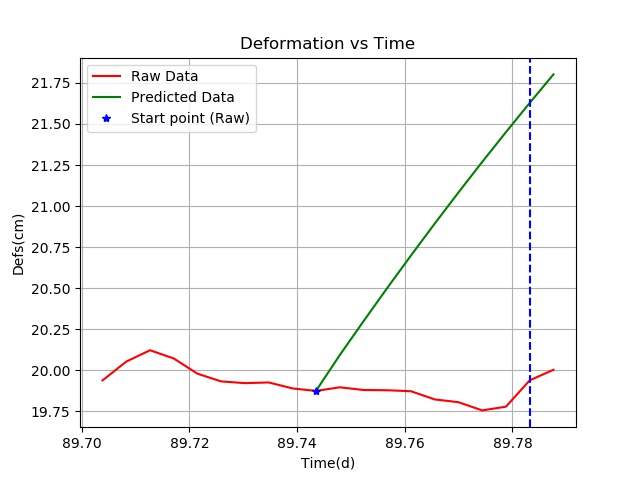 Deformation vs Time
Raw Data
Predicted Data
Start point (Raw)
21.75
21.50
21.25
21.00
20.75
20.50
20.25
20.00
19.75
Defs(cm)
89.70
89.72
89.74
89.76
89.78
Time(d)